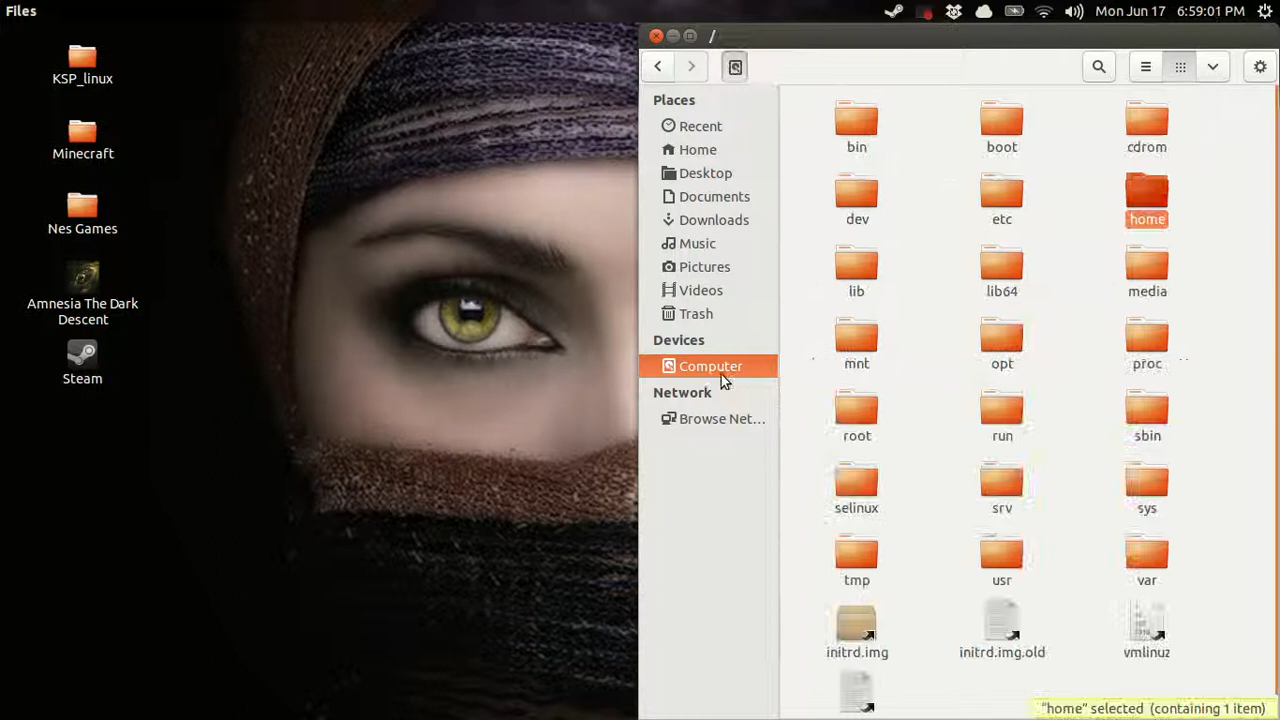 Files
Mon Jun 17 6:59:01 PM
KSP_linux
Minecraft
Nes Games
Amnesia The Dark
Descent
Steam
/
Places
Recent
Home
Desktop
Documents
Downloads
Music
Pictures
Videos
Trash
Devices
Computer
Network
Browse Net...
bin boot cdrom
dev etc home
lib lib64 media
mnt opt proc
root run sbin
selinux srv sys
tmp usr var
initrd.img initrd.img.old vmlinuz
"home" selected (containing 1 item)